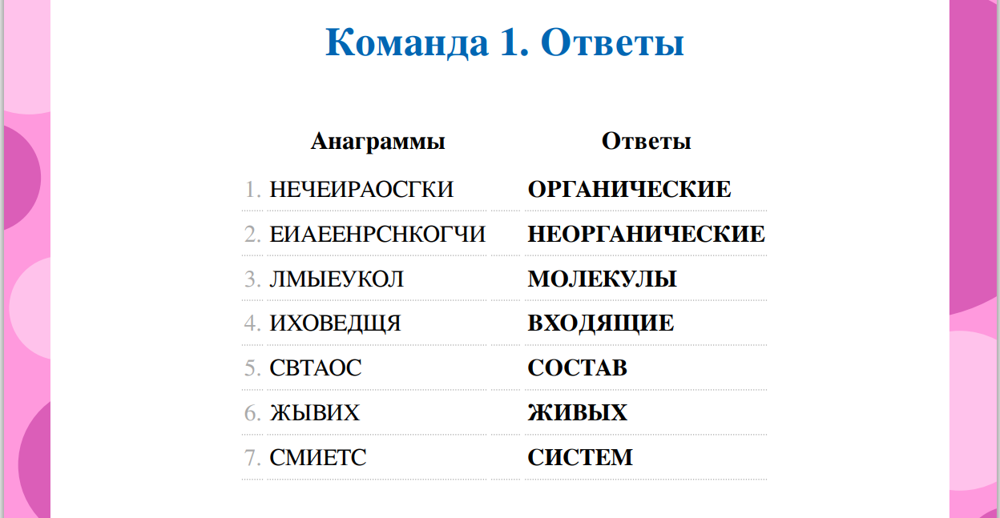 Команда 1. Ответы
Анаграммы Ответы
1. НЕЧЕИРАОСГКИ ОРГАНИЧЕСКИЕ
2. ЕИАЕЕНРСНКОГЧИ НЕОРГАНИЧЕСКИЕ
3. ЛМЫЕУКОЛ МОЛЕКУЛЫ
4. ИХОВЕДЩЯ ВХОДЯЩИЕ
5. СВТАОС СОСТАВ
6. ЖЫВИХ ЖИВЫХ
7. СМИЕТС СИСТЕМ